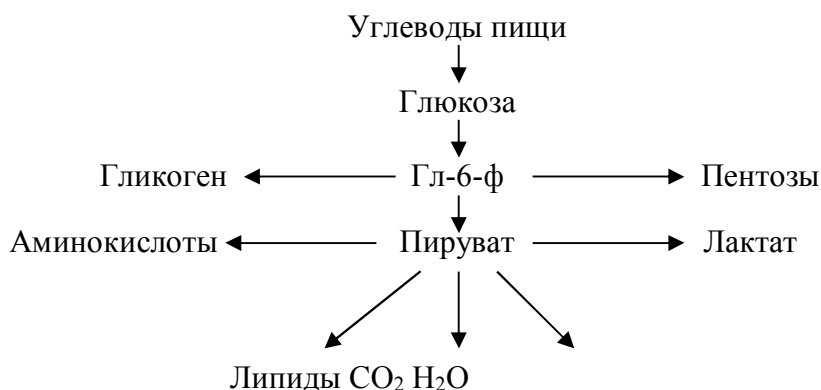 Углеводы пищи
Глюкоза
Гликоген Гл-6-ф Пентозы
Аминокислоты Пируват Лактат
Липиды CO₂ H₂O